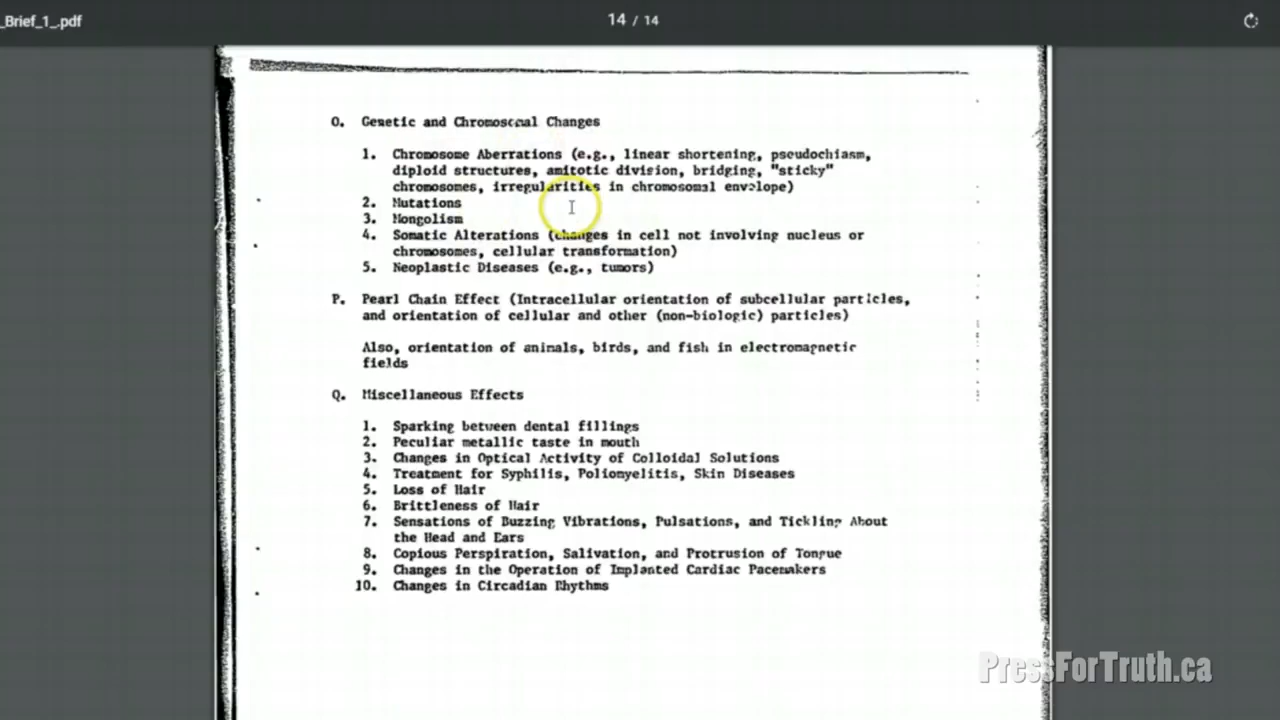 _Brief_1_.pdf
14 / 14
O. Genetic and Chromosomal Changes
1. Chromosome Aberrations (e.g., linear shortening, pseudochiasm,
diploid structures, amitotic division, bridging, "sticky"
chromosomes, irregularities in chromosomal envelope)
2. Mutations
3. Mongolism
4. Somatic Alterations (changes in cell not involving nucleus or
chromosomes, cellular transformation)
5. Neoplastic Diseases (e.g., tumors)
P. Pearl Chain Effect (Intracellular orientation of subcellular particles,
and orientation of cellular and other (non-biologic) particles)
Also, orientation of animals, birds, and fish in electromagnetic
fields
Q. Miscellaneous Effects
1. Sparking between dental fillings
2. Peculiar metallic taste in mouth
3. Changes in Optical Activity of Colloidal Solutions
4. Treatment for Syphilis, Poliomyelitis, Skin Diseases
5. Loss of Hair
6. Brittleness of Hair
7. Sensations of Buzzing Vibrations, Pulsations, and Tickling About
the Head and Ears
8. Copious Perspiration, Salivation, and Protrusion of Tongue
9. Changes in the Operation of Implanted Cardiac Pacemakers
10. Changes in Circadian Rhythms
PressForTruth.ca